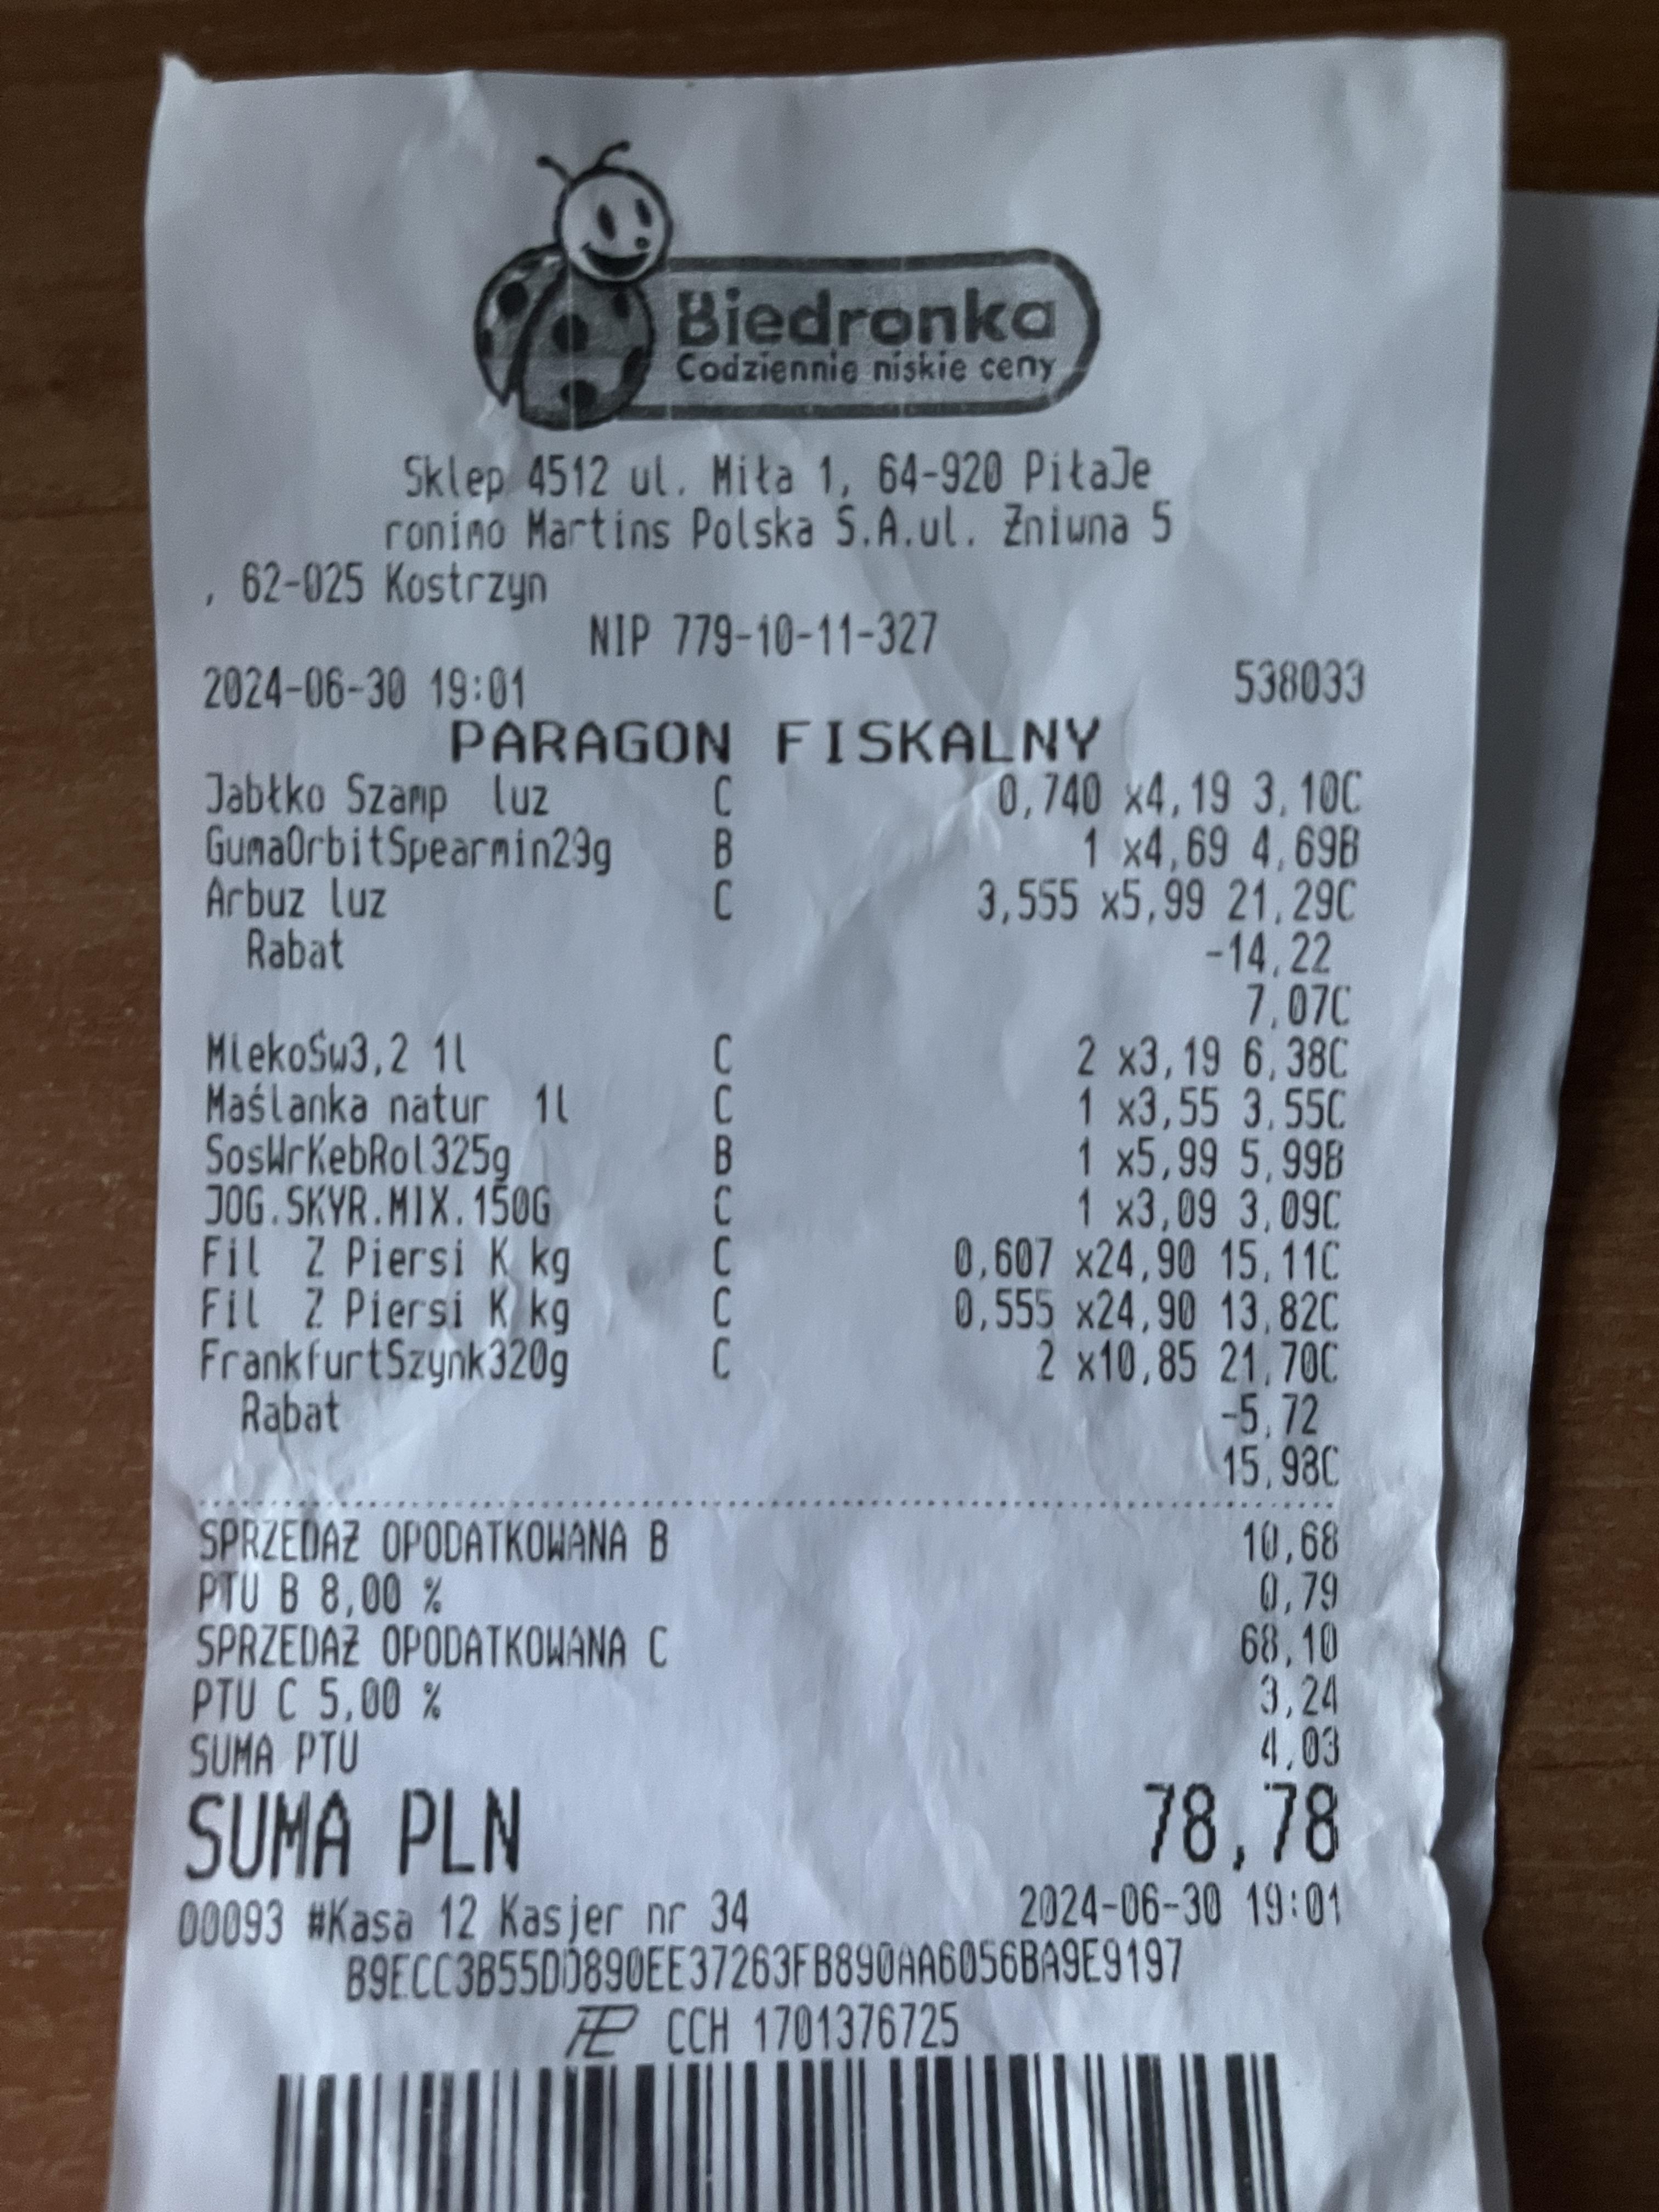 Biedronka
Codziennie niskie ceny
Sklep 4512 ul. Miła 1, 64-920 PiłaJe
ronimo Martins Polska S.A.ul. Żniwna 5
, 62-025 Kostrzyn
NIP 779-10-11-327
2024-06-30 19:01 538033
PARAGON FISKALNY
Jabłko Szamp luz C 0,740 x4,19 3,10C
GumaOrbitSpearmin29g B 1 x4,69 4,69B
Arbuz luz C 3,555 x5,99 21,29C
Rabat -14,22
7,07C
MlekoŚw3,2 1l C 2 x3,19 6,38C
Maślanka natur 1l C 1 x3,55 3,55C
SosWrKebRol325g B 1 x5,99 5,99B
JOG.SKYR.MIX.150G C 1 x3,09 3,09C
Fil Z Piersi K kg C 0,607 x24,90 15,11C
Fil Z Piersi K kg C 0,555 x24,90 13,82C
FrankfurtSzynk320g C 2 x10,85 21,70C
Rabat -5,72
15,98C
SPRZEDAŻ OPODATKOWANA B 10,68
PTU B 8,00 % 0,79
SPRZEDAŻ OPODATKOWANA C 68,10
PTU C 5,00 % 3,24
SUMA PTU 4,03
SUMA PLN 78,78
00093 #Kasa 12 Kasjer nr 34 2024-06-30 19:01
B9ECC3B55DD890EE37263FB890AA6056BA9E9197
CCH 1701376725